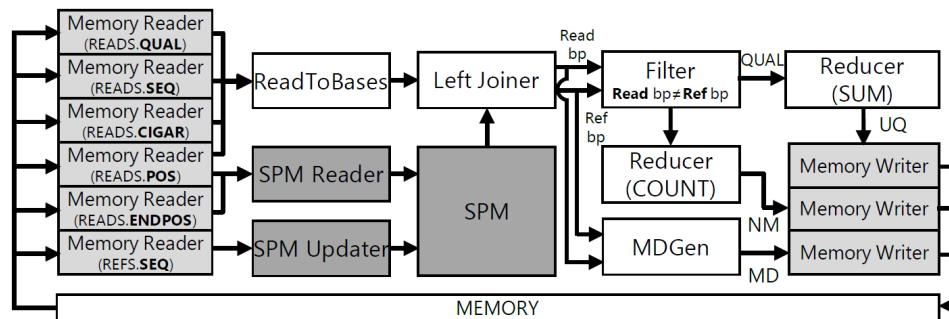 Memory Reader
(READS.QUAL)
Memory Reader
(READS.SEQ)
Memory Reader
(READS.CIGAR)
Memory Reader
(READS.POS)
Memory Reader
(READS.ENDPOS)
Memory Reader
(REFS.SEQ)
ReadToBases
SPM Reader
SPM Updater
Left Joiner
SPM
Read
bp
Ref
bp
Filter
Read bp≠Ref bp
QUAL
Reducer
(SUM)
UQ
Reducer
(COUNT)
NM
MDGen
MD
Memory Writer
Memory Writer
Memory Writer
MEMORY